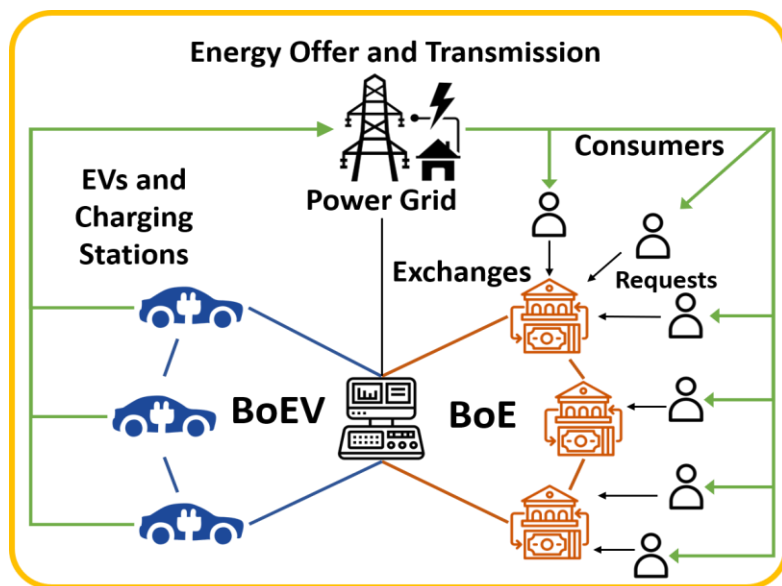 Energy Offer and Transmission
Consumers
EVs and
Charging
Stations
Power Grid
Exchanges
Requests
BoEV
BoE